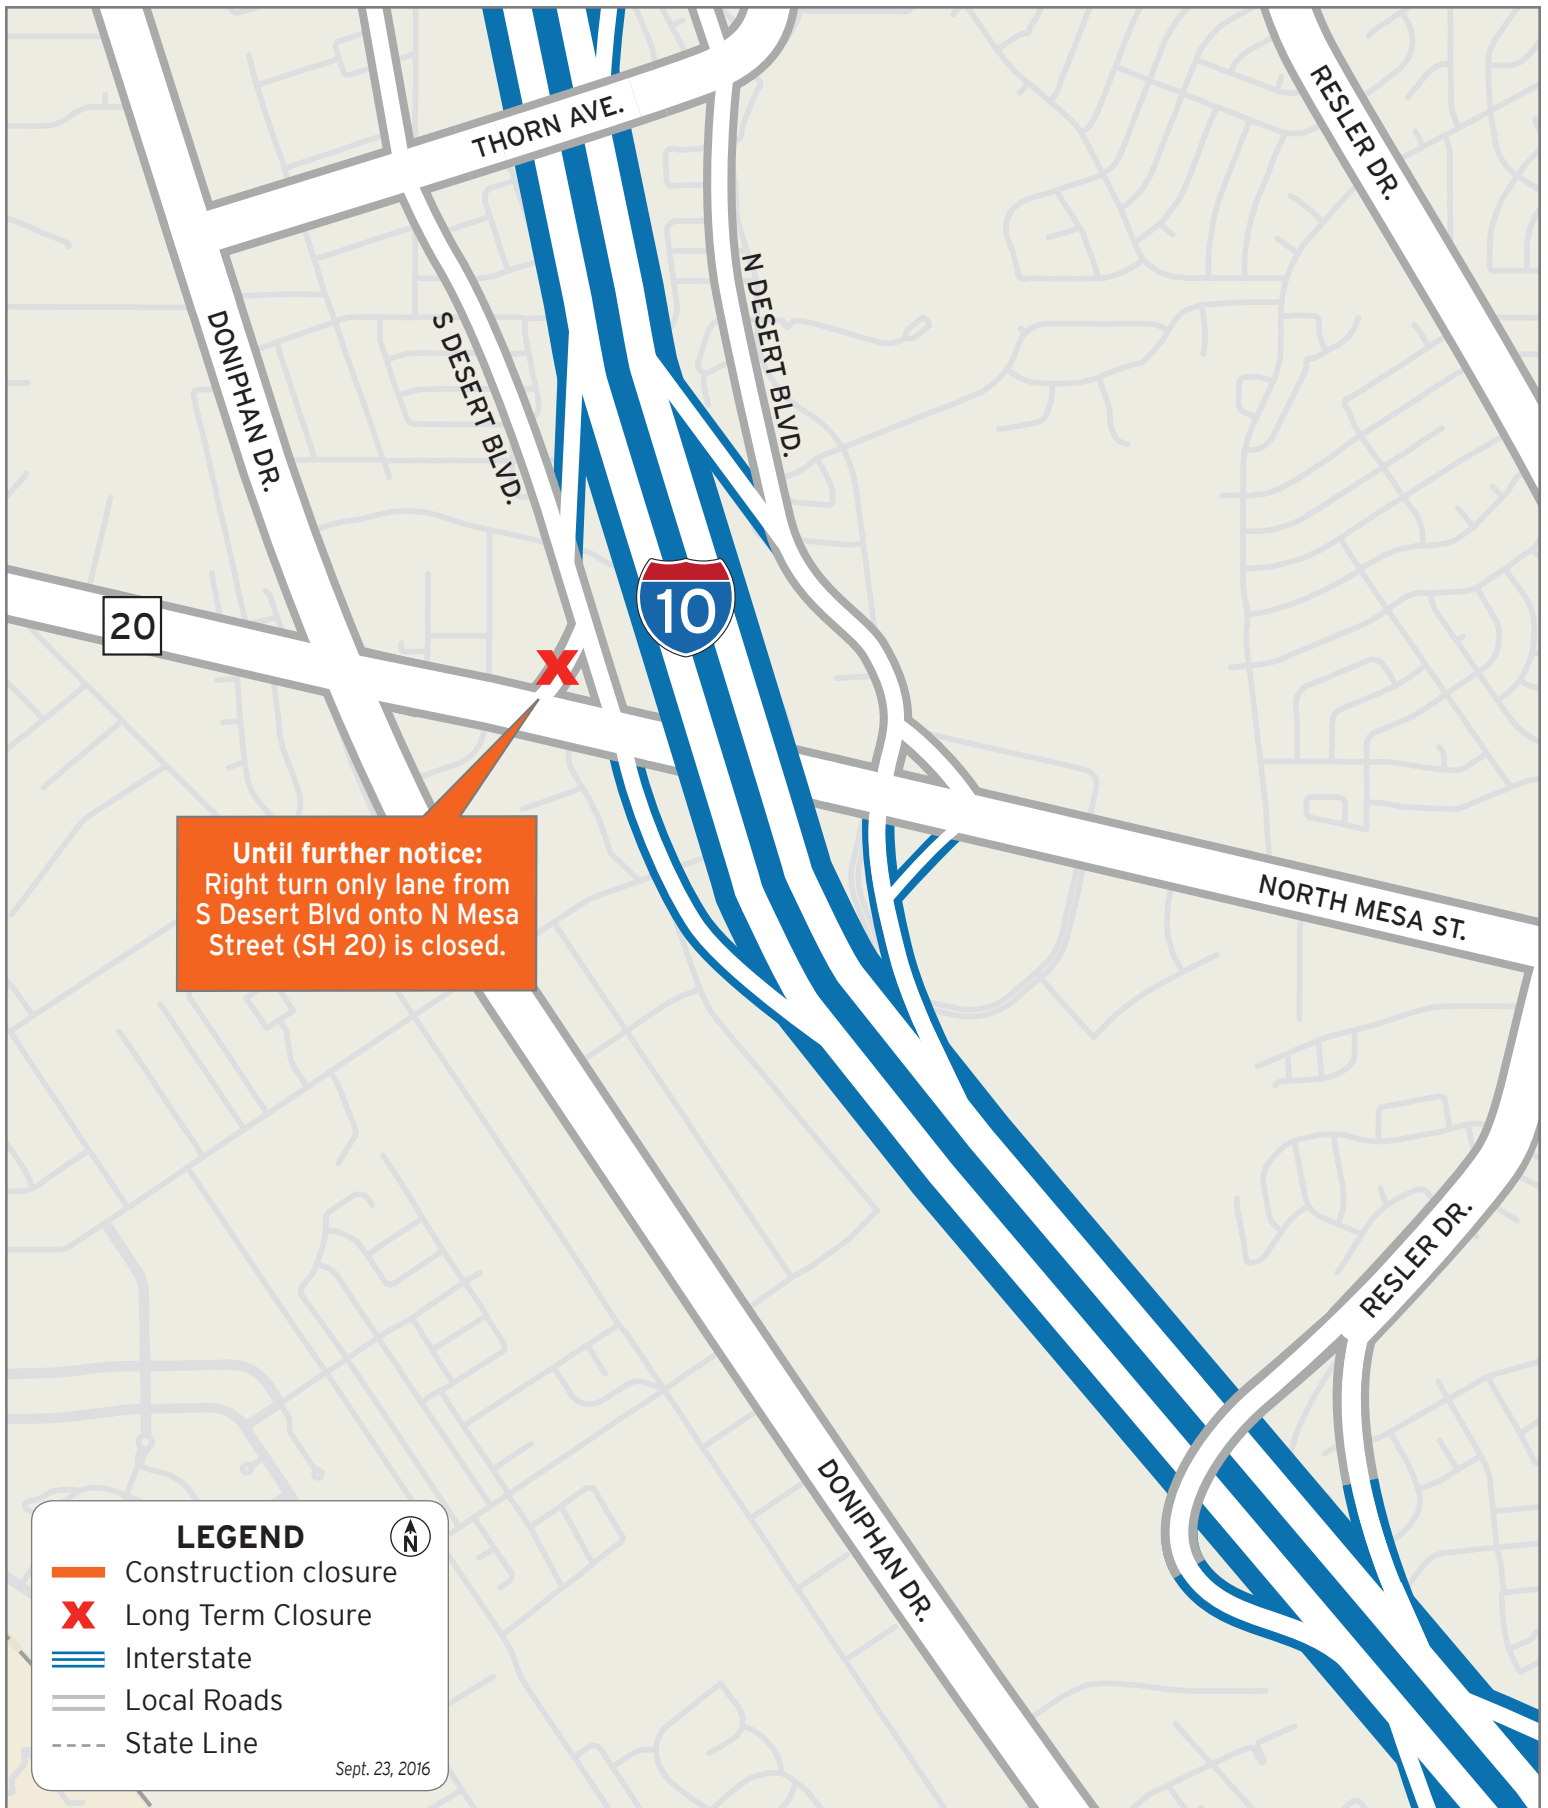 THORN AVE.
RESLER DR.
N DESERT BLVD.
S DESERT BLVD.
DONIPHAN DR.
10
20
Until further notice:
Right turn only lane from
S Desert Blvd onto N Mesa
Street (SH 20) is closed.
NORTH MESA ST.
RESLER DR.
DONIPHAN DR.
LEGEND
N
Construction closure
X Long Term Closure
Interstate
Local Roads
State Line
Sept. 23, 2016